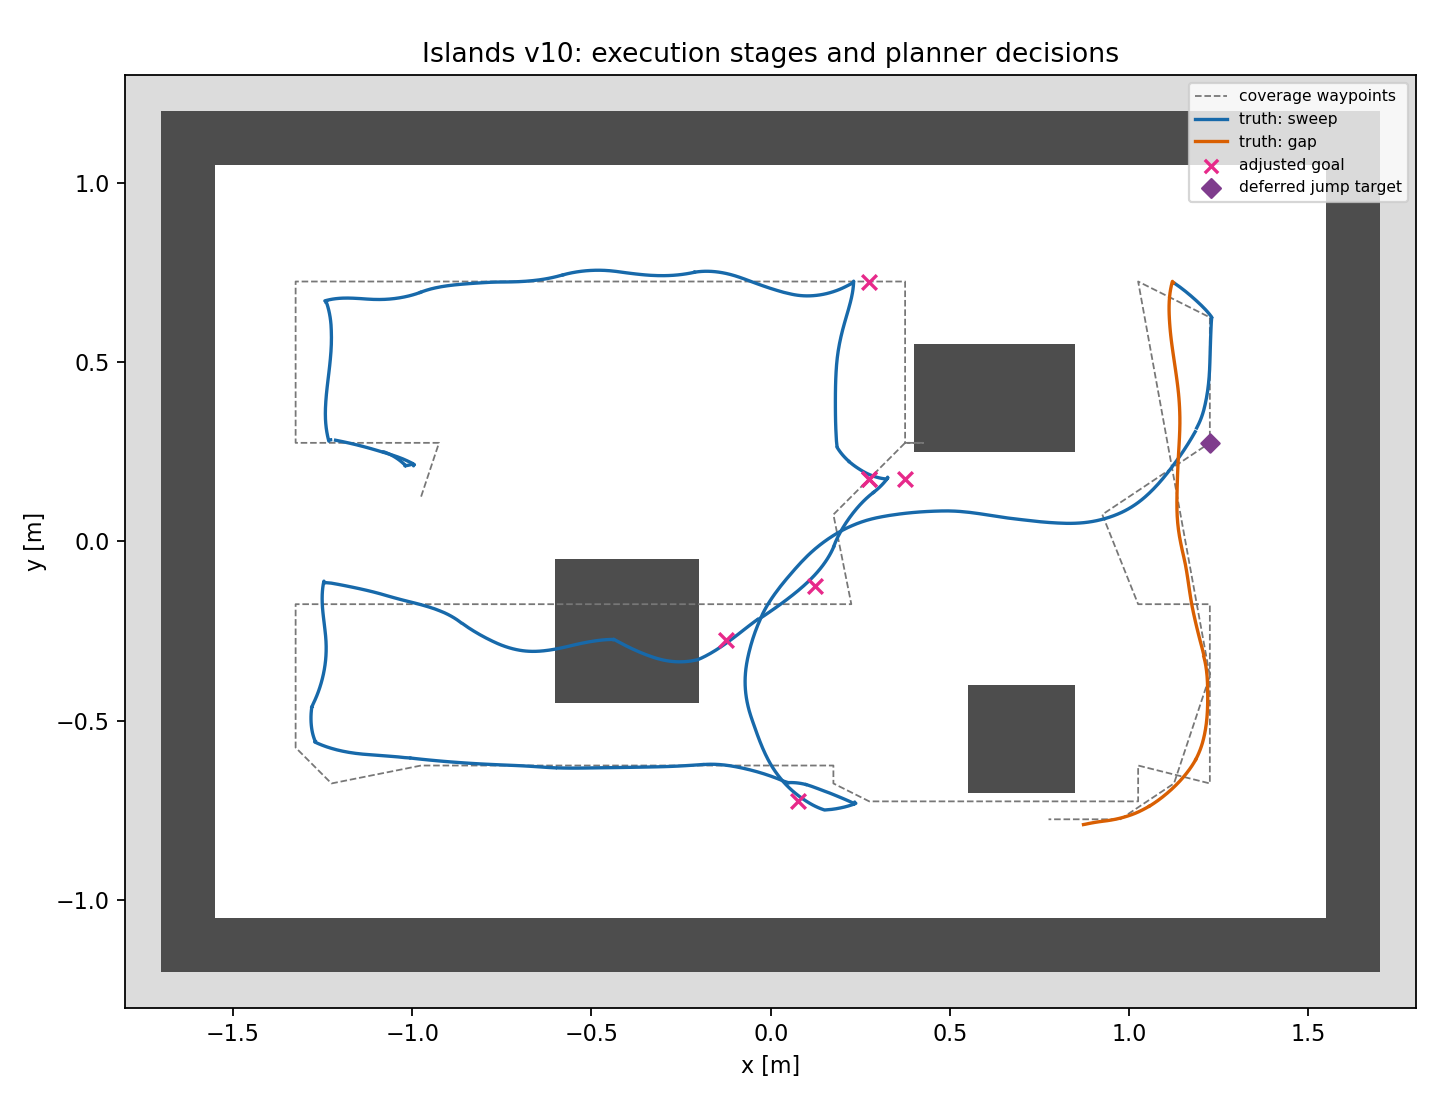 Islands v10: execution stages and planner decisions
coverage waypoints
truth: sweep
truth: gap
adjusted goal
deferred jump target
1.0
0.5
0.0
−0.5
−1.0
y [m]
−1.5
−1.0
−0.5
0.0
0.5
1.0
1.5
x [m]